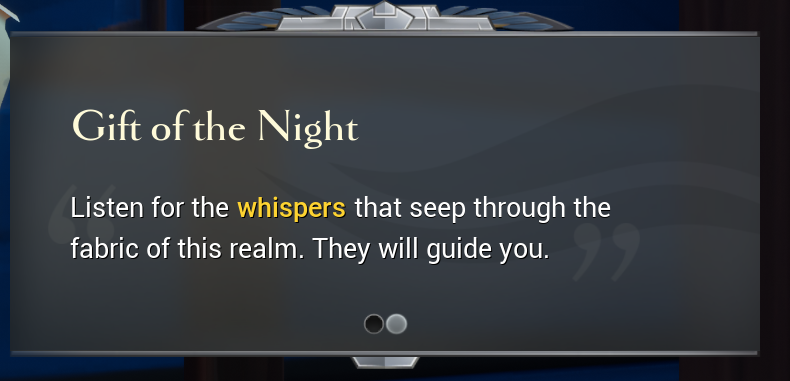 Gift of the Night
Listen for the whispers that seep through the
fabric of this realm. They will guide you.